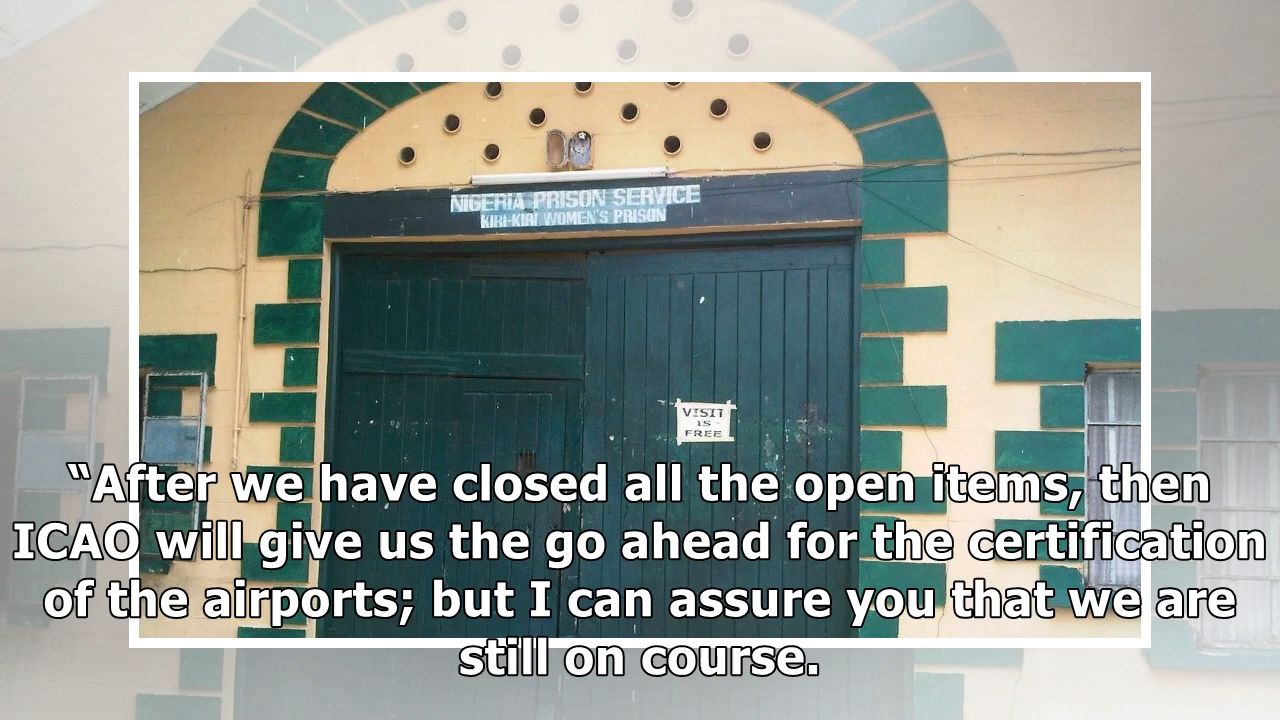 NIGERIA PRISON SERVICE
KIRI-KIRI WOMEN'S PRISON
VISIT
IS
FREE
“After we have closed all the open items, then
ICAO will give us the go ahead for the certification
of the airports; but I can assure you that we are
still on course.